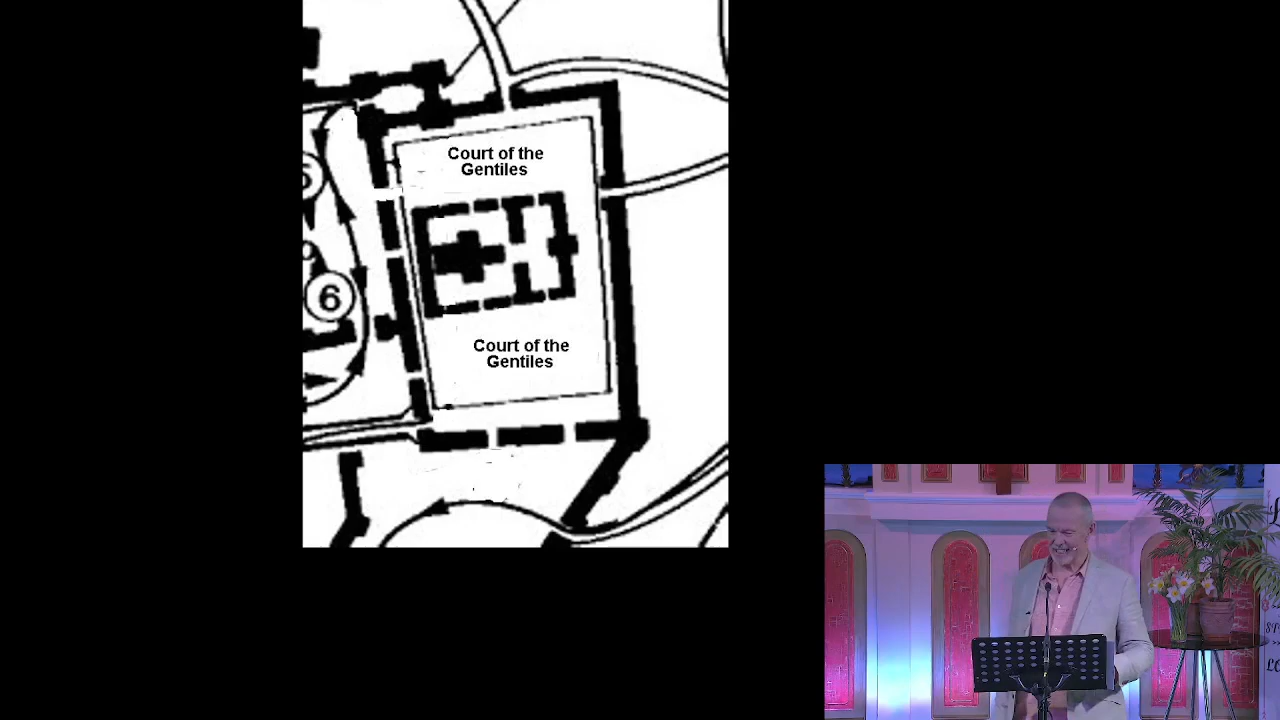 Court of the
Gentiles
6
Court of the
Gentiles